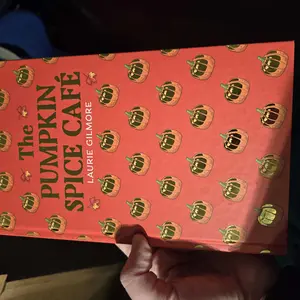 The
PUMPKIN
SPICE CAFÉ
LAURIE GILMORE